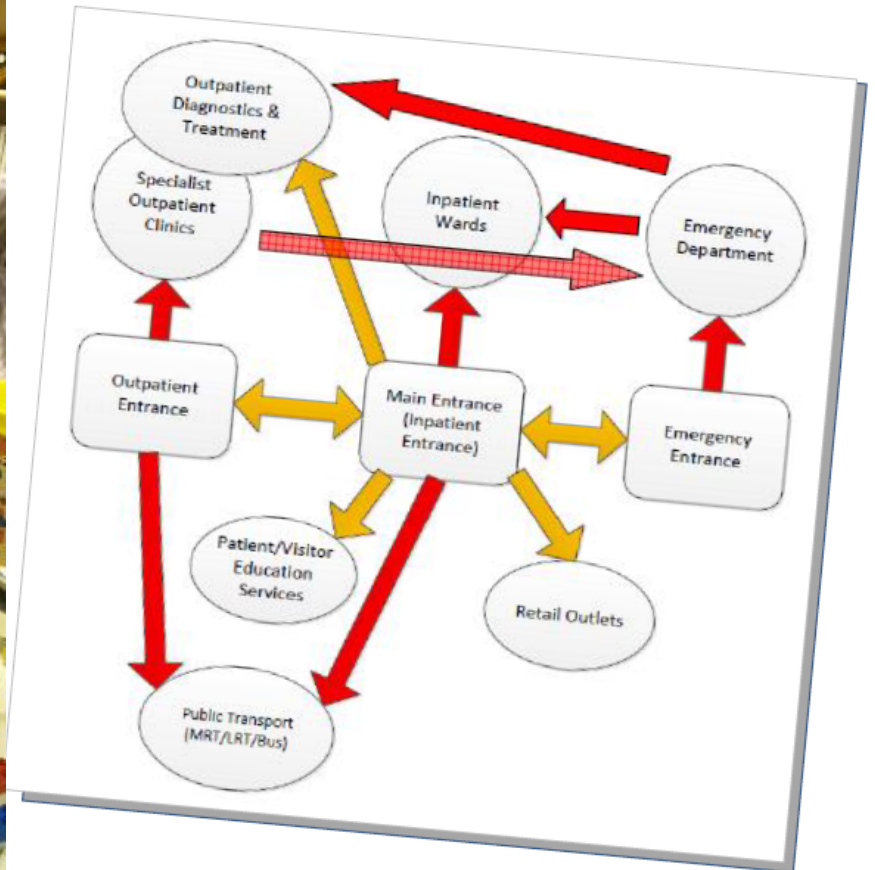 Outpatient
Diagnostics &
Treatment
Specialist
Outpatient
Clinics
Inpatient
Wards
Emergency
Department
Outpatient
Entrance
Main Entrance
(Inpatient
Entrance)
Emergency
Entrance
Patient/Visitor
Education
Services
Retail Outlets
Public Transport
(MRT/LRT/Bus)